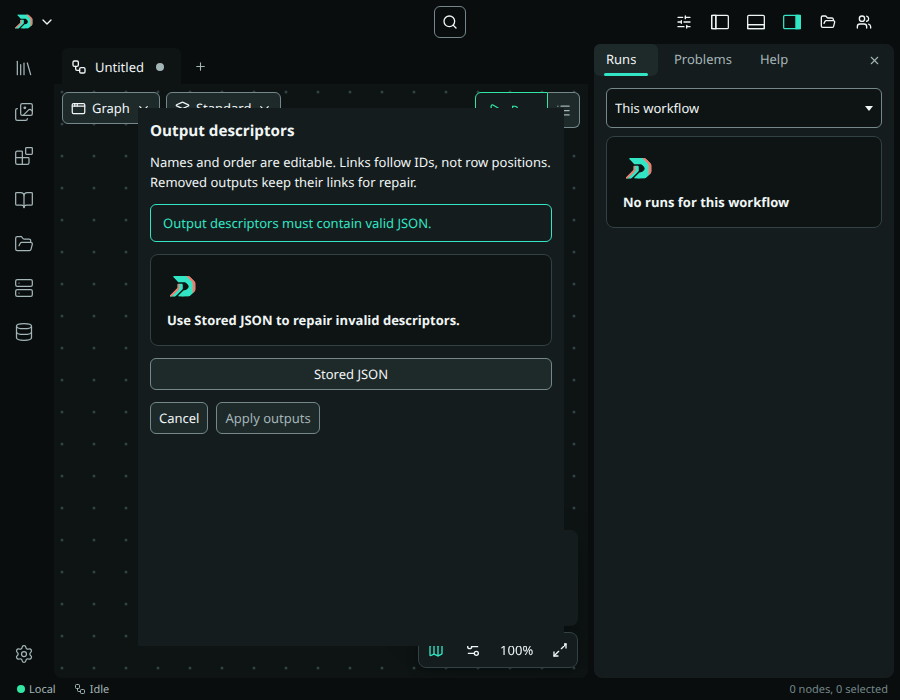 Untitled
Runs
Problems
Help
Graph
Standard
This workflow
Output descriptors
Names and order are editable. Links follow IDs, not row positions.
Removed outputs keep their links for repair.
Output descriptors must contain valid JSON.
No runs for this workflow
Use Stored JSON to repair invalid descriptors.
Stored JSON
Cancel
Apply outputs
100%
Local
Idle
0 nodes, 0 selected